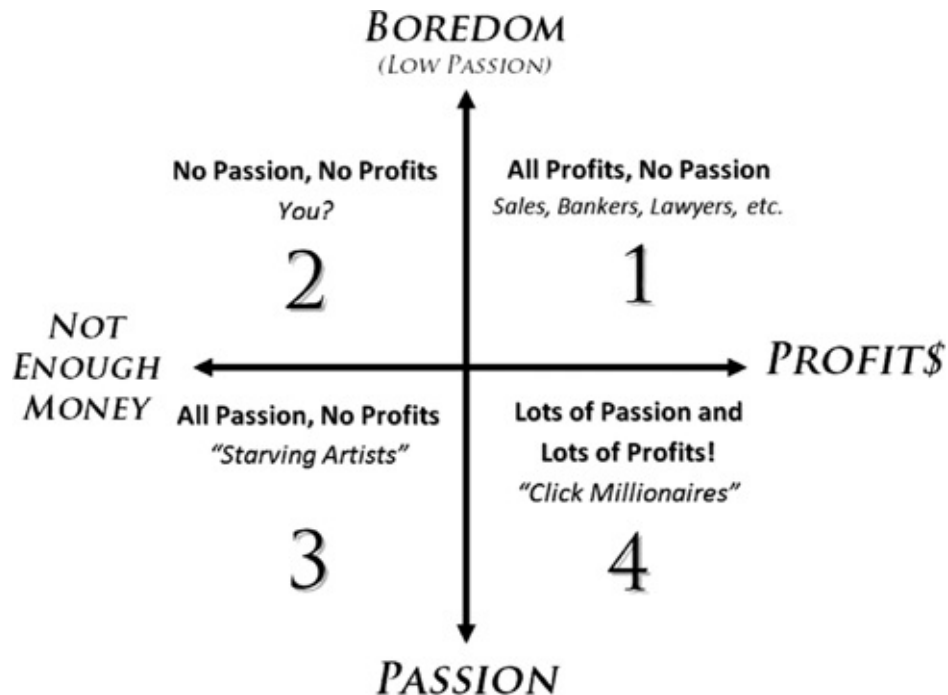 BOREDOM
(LOW PASSION)
No Passion, No Profits
You?
2
All Profits, No Passion
Sales, Bankers, Lawyers, etc.
1
NOT
ENOUGH
MONEY
PROFIT$
All Passion, No Profits
“Starving Artists”
3
Lots of Passion and
Lots of Profits!
“Click Millionaires”
4
PASSION